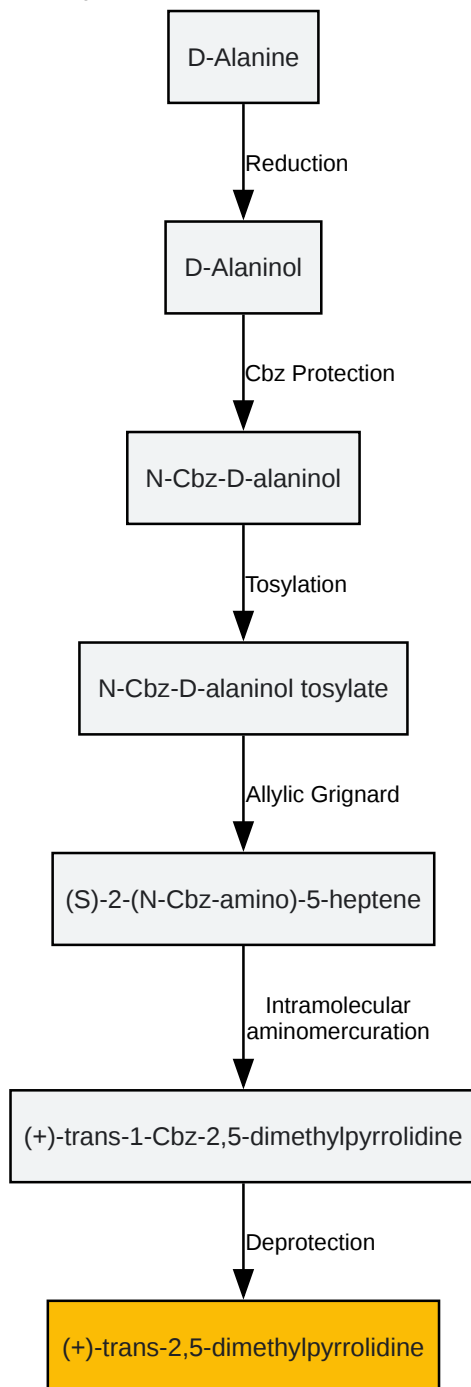 D-Alanine
Reduction
D-Alaninol
Cbz Protection
N-Cbz-D-alaninol
Tosylation
N-Cbz-D-alaninol tosylate
Allylic Grignard
(S)-2-(N-Cbz-amino)-5-heptene
Intramolecular
aminomercuration
(+)-trans-1-Cbz-2,5-dimethylpyrrolidine
Deprotection
(+)-trans-2,5-dimethylpyrrolidine